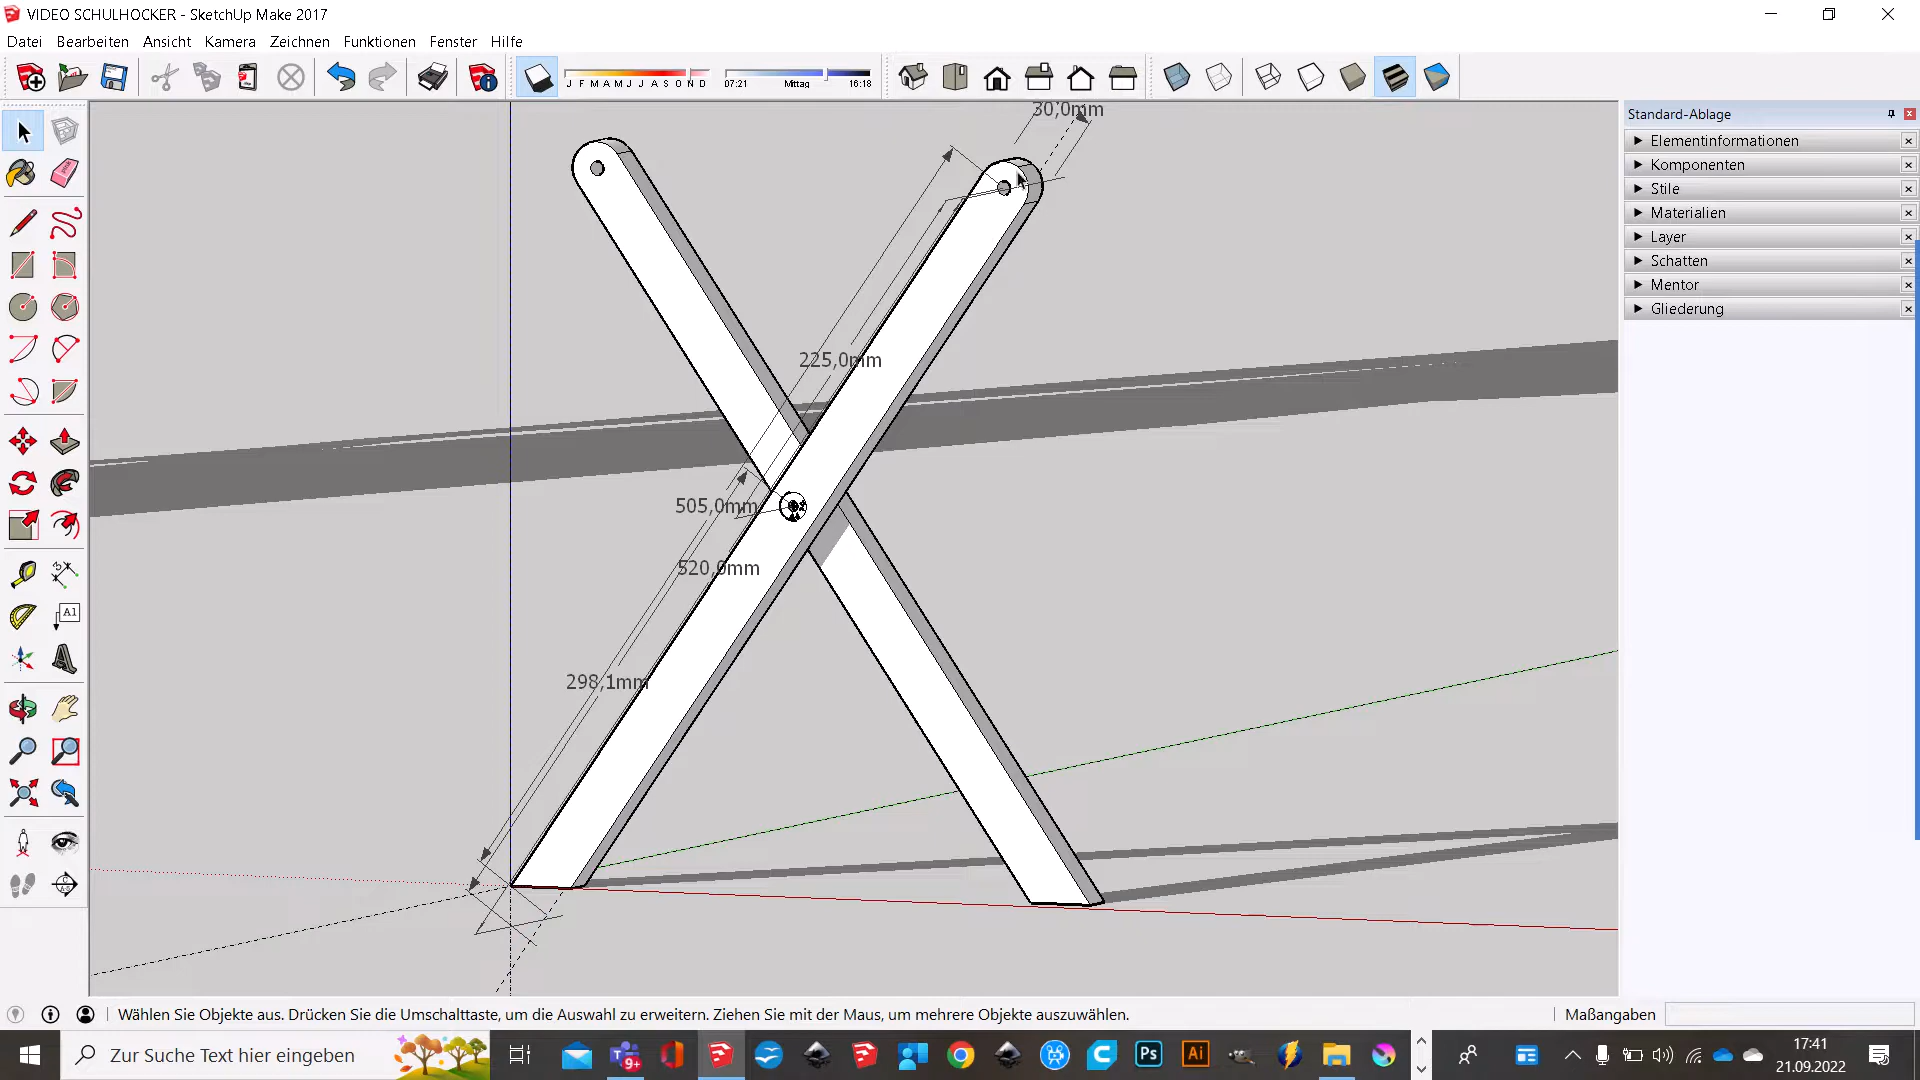 VIDEO SCHULHOCKER - SketchUp Make 2017
Datei Bearbeiten Ansicht Kamera Zeichnen Funktionen Fenster Hilfe
J F M A M J J A S O N D
07:21 Mittag 16:18
Standard-Ablage
Elementinformationen
Komponenten
Stile
Materialien
Layer
Schatten
Mentor
Gliederung
30,0mm
225,0mm
505,0mm
520,0mm
298,1mm
A1
Wählen Sie Objekte aus. Drücken Sie die Umschalttaste, um die Auswahl zu erweitern. Ziehen Sie mit der Maus, um mehrere Objekte auszuwählen.
Maßangaben
Zur Suche Text hier eingeben
9+
Ps
Ai
17:41
21.09.2022